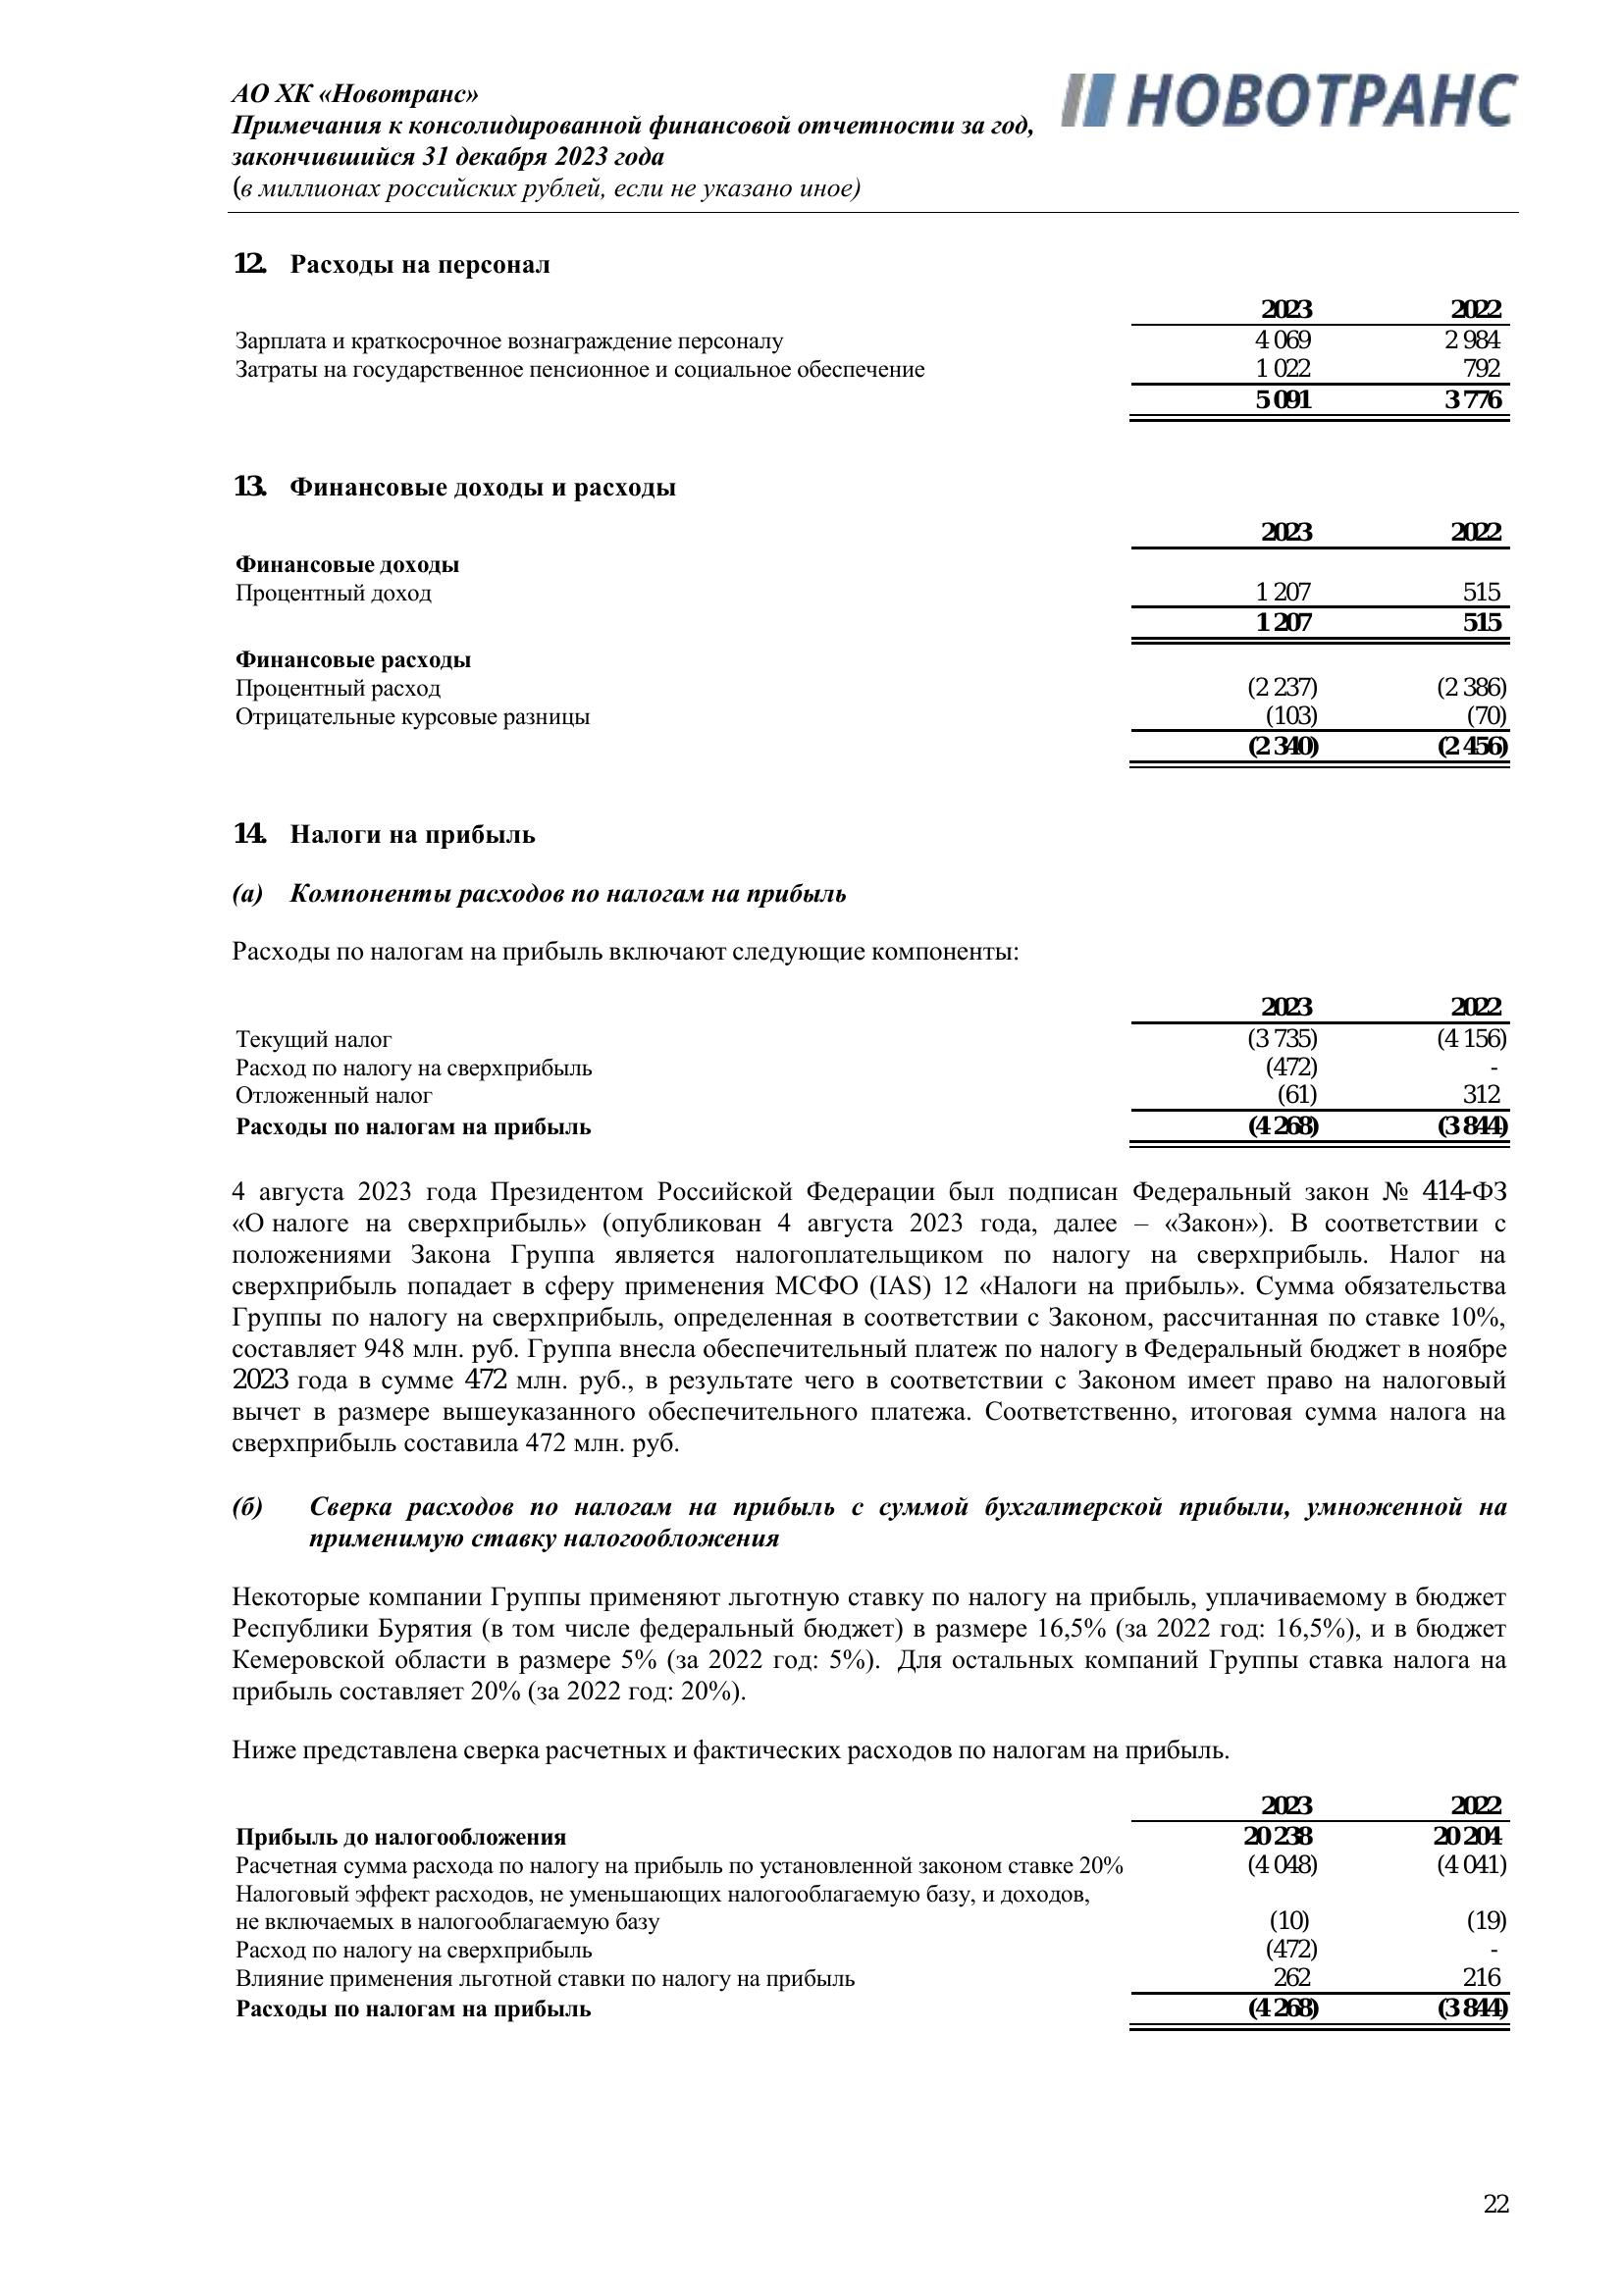 АО ХК «Новотранс»
Примечания к консолидированной финансовой отчетности за год,
закончившийся 31 декабря 2023 года
(в миллионах российских рублей, если не указано иное)
НОВОТРАНС
12. Расходы на персонал
2023 2022
Зарплата и краткосрочное вознаграждение персоналу 4 069 2 984
Затраты на государственное пенсионное и социальное обеспечение 1 022 792
5 091 3 776
13. Финансовые доходы и расходы
2023 2022
Финансовые доходы
Процентный доход 1 207 515
1 207 515
Финансовые расходы
Процентный расход (2 237) (2 386)
Отрицательные курсовые разницы (103) (70)
(2 340) (2 456)
14. Налоги на прибыль
(а) Компоненты расходов по налогам на прибыль
Расходы по налогам на прибыль включают следующие компоненты:
2023 2022
Текущий налог (3 735) (4 156)
Расход по налогу на сверхприбыль (472) -
Отложенный налог (61) 312
Расходы по налогам на прибыль (4 268) (3 844)
4 августа 2023 года Президентом Российской Федерации был подписан Федеральный закон № 414-ФЗ
«О налоге на сверхприбыль» (опубликован 4 августа 2023 года, далее – «Закон»). В соответствии с
положениями Закона Группа является налогоплательщиком по налогу на сверхприбыль. Налог на
сверхприбыль попадает в сферу применения МСФО (IAS) 12 «Налоги на прибыль». Сумма обязательства
Группы по налогу на сверхприбыль, определенная в соответствии с Законом, рассчитанная по ставке 10%,
составляет 948 млн. руб. Группа внесла обеспечительный платеж по налогу в Федеральный бюджет в ноябре
2023 года в сумме 472 млн. руб., в результате чего в соответствии с Законом имеет право на налоговый
вычет в размере вышеуказанного обеспечительного платежа. Соответственно, итоговая сумма налога на
сверхприбыль составила 472 млн. руб.
(б) Сверка расходов по налогам на прибыль с суммой бухгалтерской прибыли, умноженной на
применимую ставку налогообложения
Некоторые компании Группы применяют льготную ставку по налогу на прибыль, уплачиваемому в бюджет
Республики Бурятия (в том числе федеральный бюджет) в размере 16,5% (за 2022 год: 16,5%), и в бюджет
Кемеровской области в размере 5% (за 2022 год: 5%). Для остальных компаний Группы ставка налога на
прибыль составляет 20% (за 2022 год: 20%).
Ниже представлена сверка расчетных и фактических расходов по налогам на прибыль.
2023 2022
Прибыль до налогообложения 20 238 20 204
Расчетная сумма расхода по налогу на прибыль по установленной законом ставке 20% (4 048) (4 041)
Налоговый эффект расходов, не уменьшающих налогооблагаемую базу, и доходов,
не включаемых в налогооблагаемую базу (10) (19)
Расход по налогу на сверхприбыль (472) -
Влияние применения льготной ставки по налогу на прибыль 262 216
Расходы по налогам на прибыль (4 268) (3 844)
22